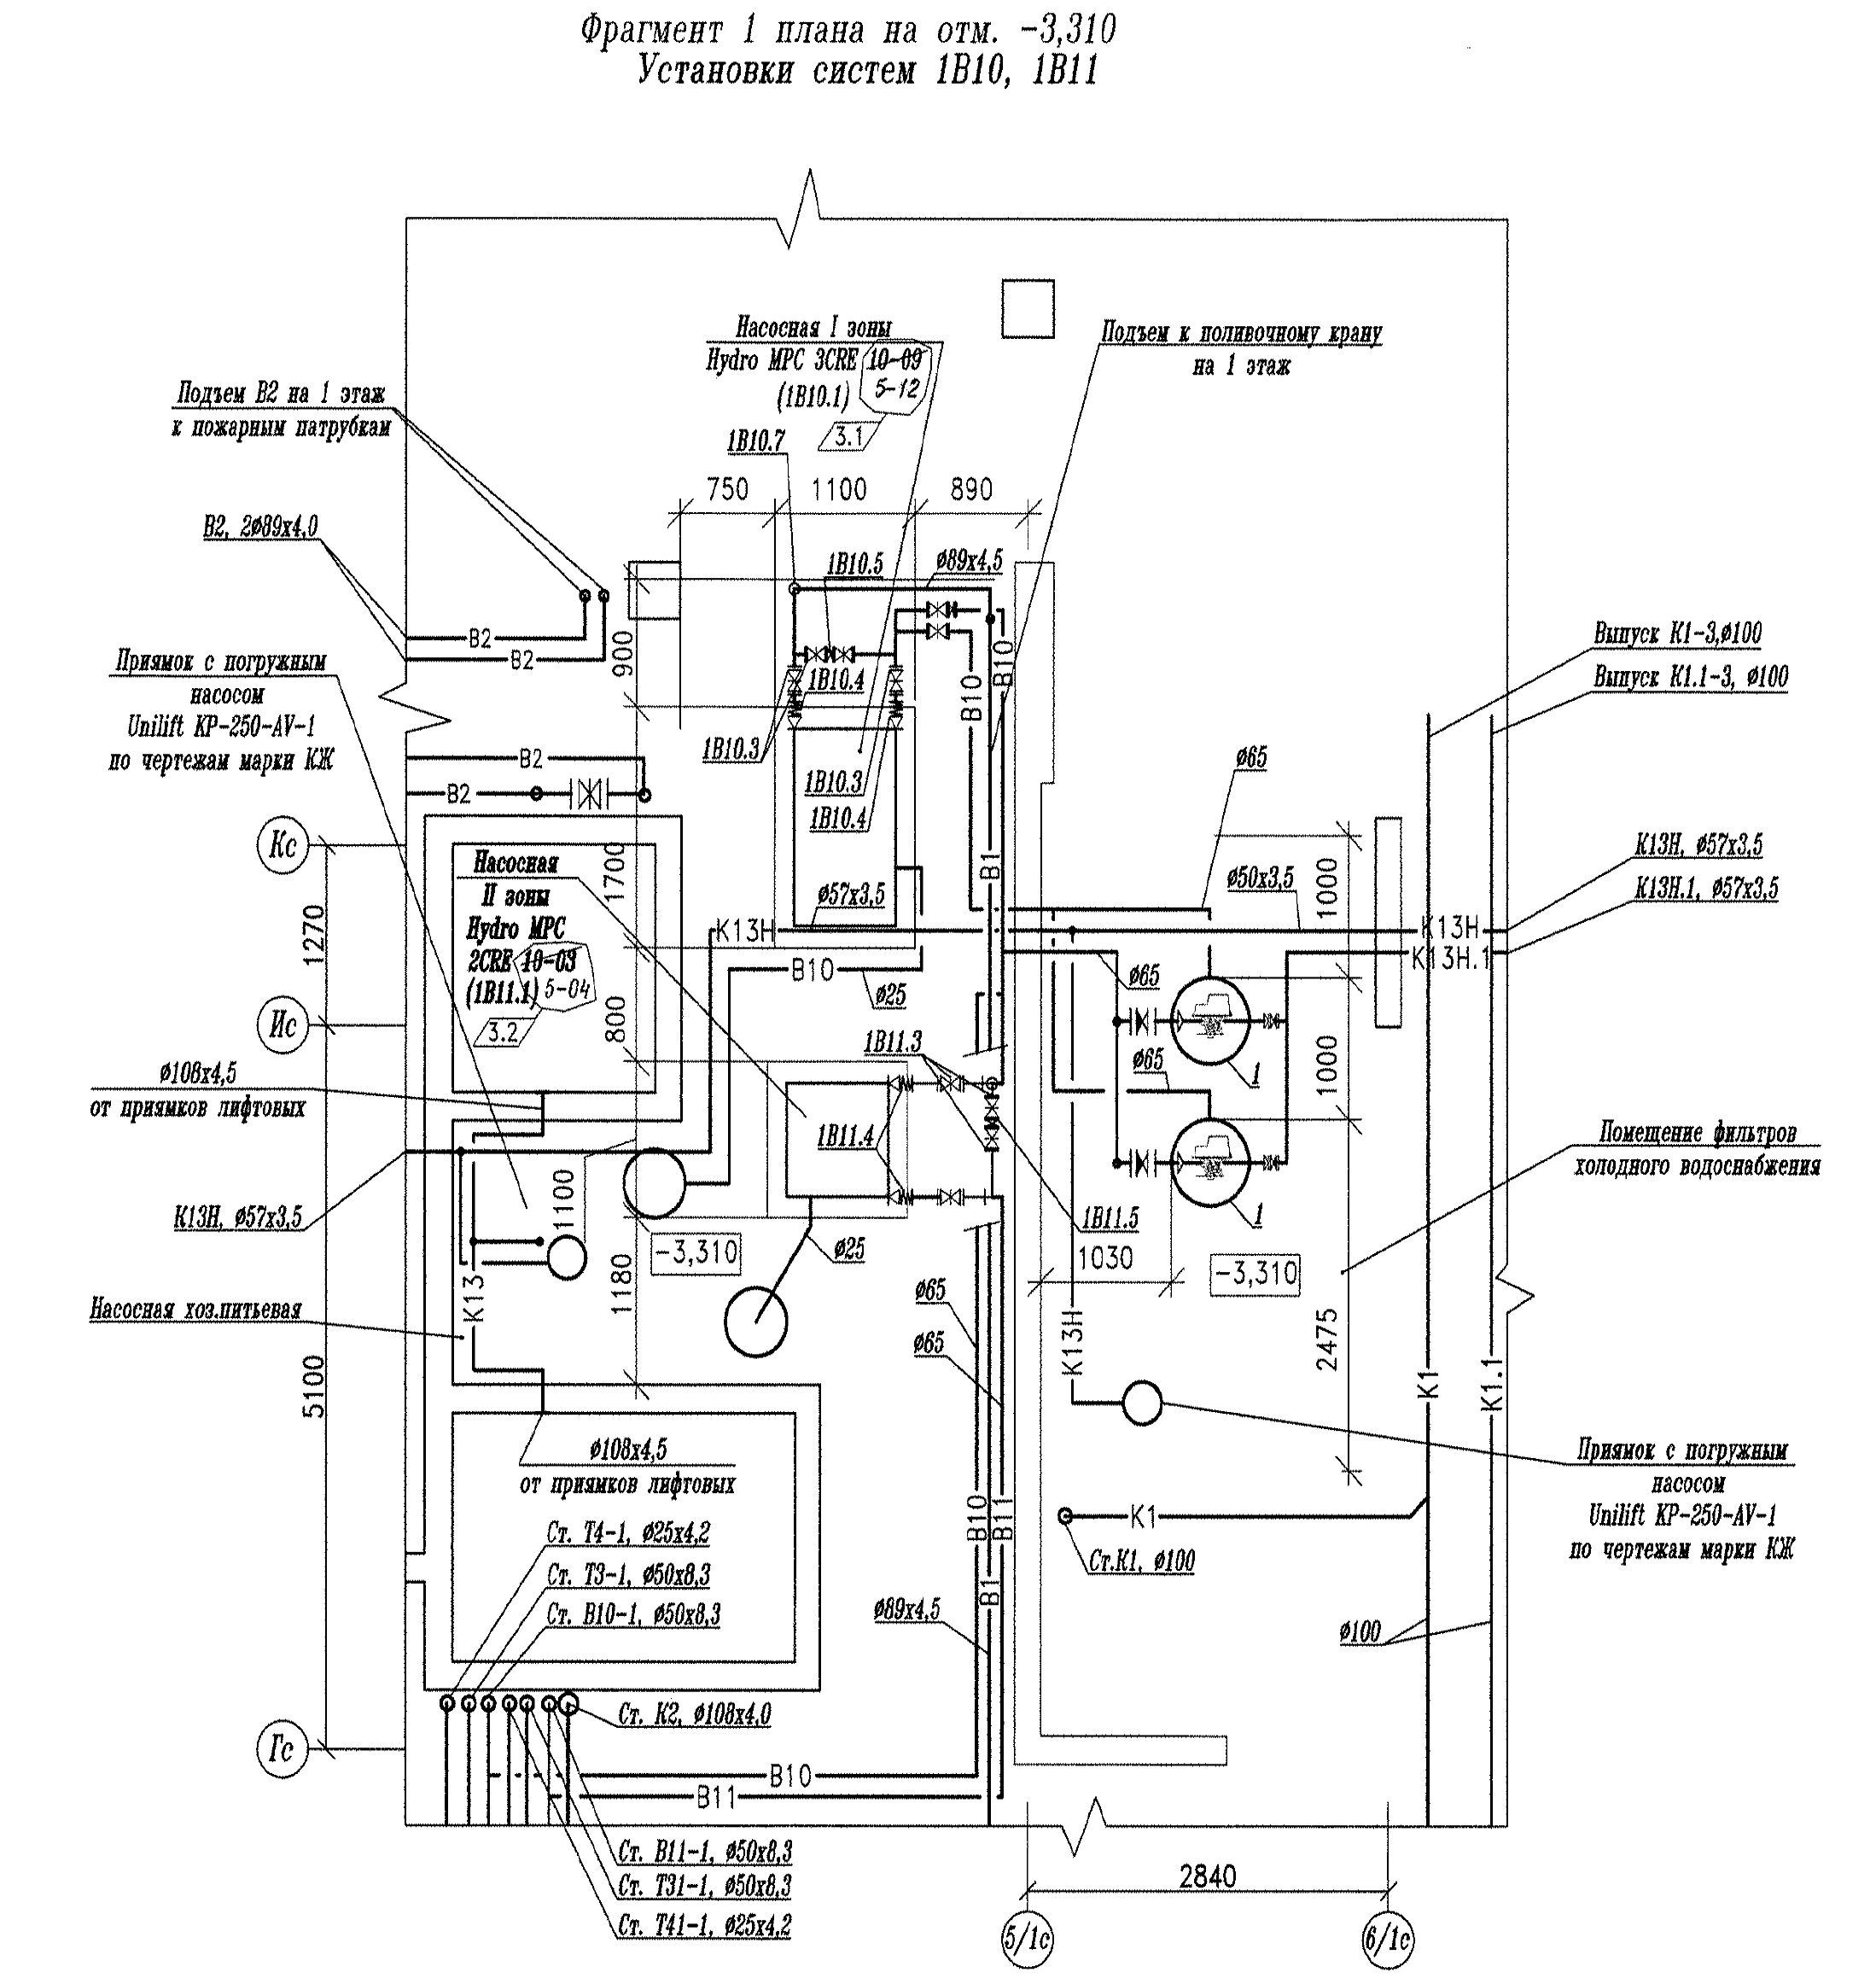 Фрагмент 1 плана на отм. -3,310
Установки систем 1В10, 1В11
Насосная I зоны
Hydro MPC 3CRE 10-09
(1В10.1) 5-12
3.1
Подъем к поливочному крану
на 1 этаж
Подъем В2 на 1 этаж
к пожарным патрубкам
1В10.7
750
1100
890
В2, 2ø89х4,0
1В10.5
ø89х4,5
В2
В2
900
В10
В10
1В10.4
Приямок с погружным
насосом
Unilift KP-250-AV-1
по чертежам марки КЖ
Выпуск К1-3,ø100
Выпуск К1.1-3, ø100
1В10.3
1В10.3
1В10.4
В2
В2
ø65
Кс
Насосная
II зоны
Hydro MPC
2CRE 10-03
(1В11.1) 5-04
3.2
1700
В1
ø57х3,5
ø50х3,5
1000
К13Н, ø57х3,5
К13Н.1, ø57х3,5
1270
К13Н
К13Н
К13Н.1
В10
ø25
ø65
Ис
800
1В11.3
ø65
1
1000
ø108х4,5
от приямков лифтовых
1В11.4
Помещение фильтров
холодного водоснабжения
К13Н, ø57х3,5
1100
1В11.5
1
-3,310
ø25
1030
-3,310
1180
К13
Насосная хоз.питьевая
ø65
ø65
К13Н
2475
5100
К1
К1.1
ø108х4,5
от приямков лифтовых
Приямок с погружным
насосом
Unilift KP-250-AV-1
по чертежам марки КЖ
В10
В11
К1
Ст.К1, ø100
Ст. Т4-1, ø25х4,2
Ст. Т3-1, ø50х8,3
Ст. В10-1, ø50х8,3
ø89х4,5
В1
ø100
Ст. К2, ø108х4,0
Гс
В10
В11
Ст. В11-1, ø50х8,3
Ст. Т31-1, ø50х8,3
Ст. Т41-1, ø25х4,2
2840
5/1с
6/1с